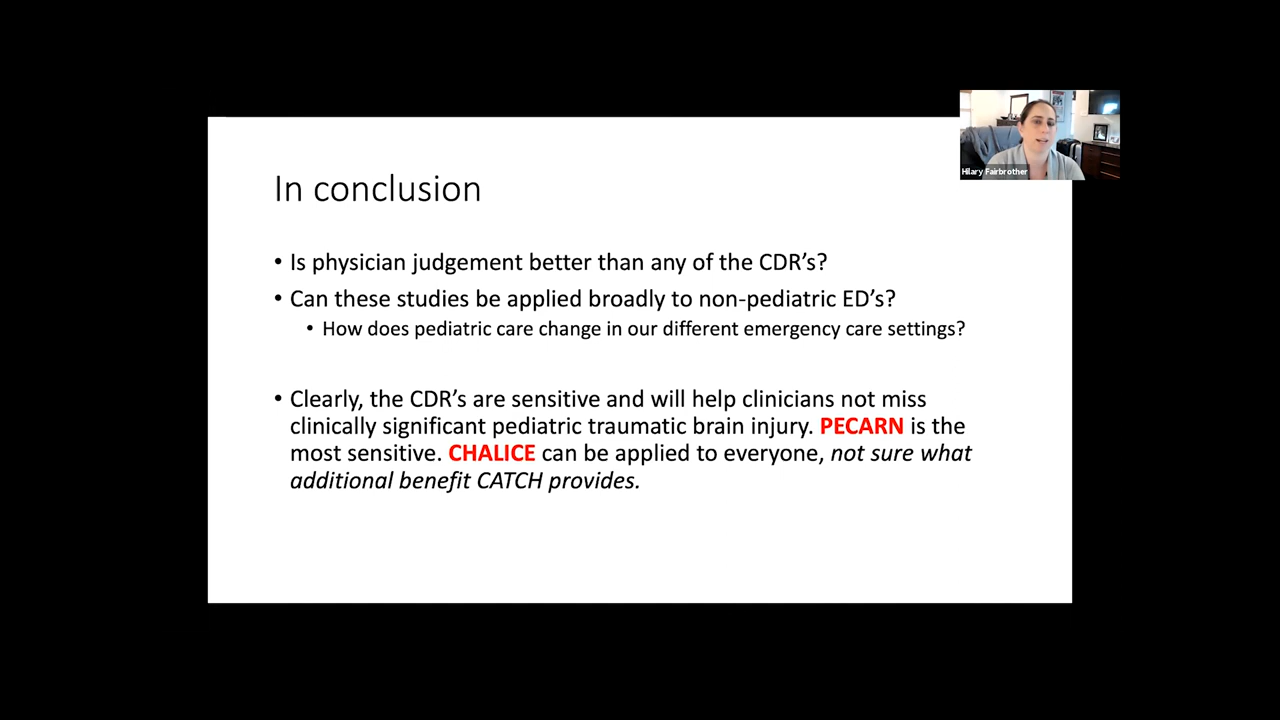 Hilary Fairbrother
In conclusion
• Is physician judgement better than any of the CDR's?
• Can these studies be applied broadly to non-pediatric ED's?
• How does pediatric care change in our different emergency care settings?
• Clearly, the CDR's are sensitive and will help clinicians not miss
clinically significant pediatric traumatic brain injury. PECARN is the
most sensitive. CHALICE can be applied to everyone, not sure what
additional benefit CATCH provides.